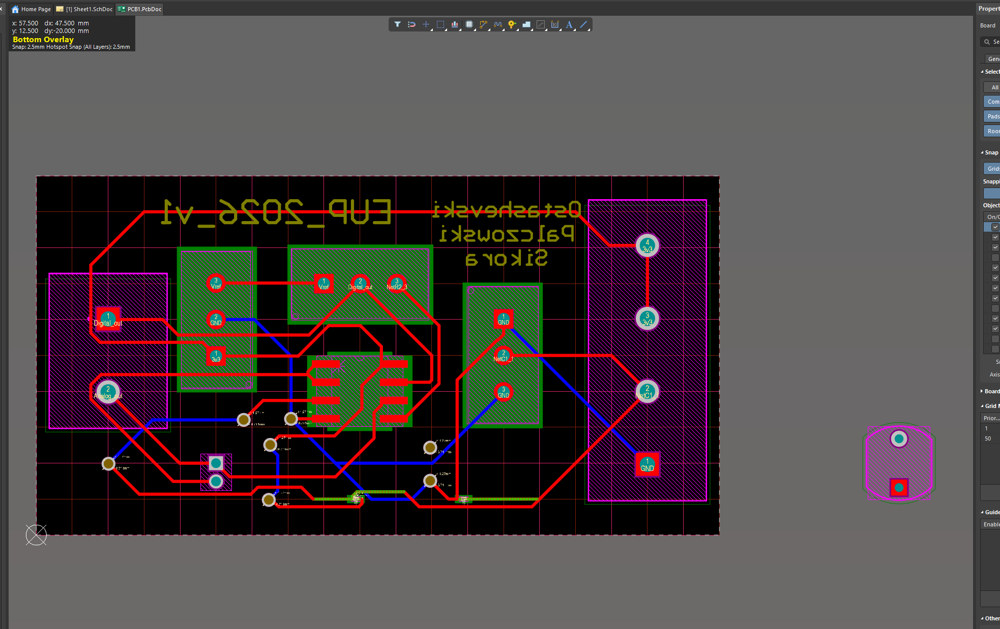 Home Page
[1] Sheet1.SchDoc
PCB1.PcbDoc
x: 57.500 dx: 47.500 mm
y: 12.500 dy:-20.000 mm
Bottom Overlay
Snap: 2.5mm Hotspot Snap (All Layers): 2.5mm
EUP_2026_v1
Ostashevski
Palczowski
Sikora
4
3v3
3
3v3
2
NetC1_1
1
GND
3
Vref
2
GND
1
3v3
1
Vref
2
Digital_out
3
NetR2_3
1
Digital_out
2
Analog_out
1
GND
2
NetC1_1
3
GND
Propert
Board
Se
Gene
Select
All
Com
Pads
Roor
Snap
Grids
Snappi
Object
On/O
Axis
Board
Grid M
Prior...
1
50
Guide
Enable
Other